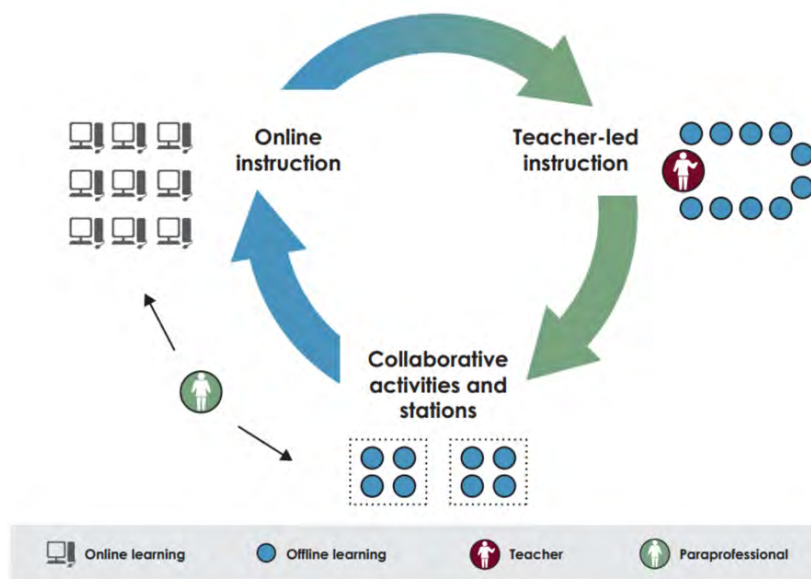 Online
instruction
Teacher-led
instruction
Collaborative
activities and
stations
Online learning
Offline learning
Teacher
Paraprofessional